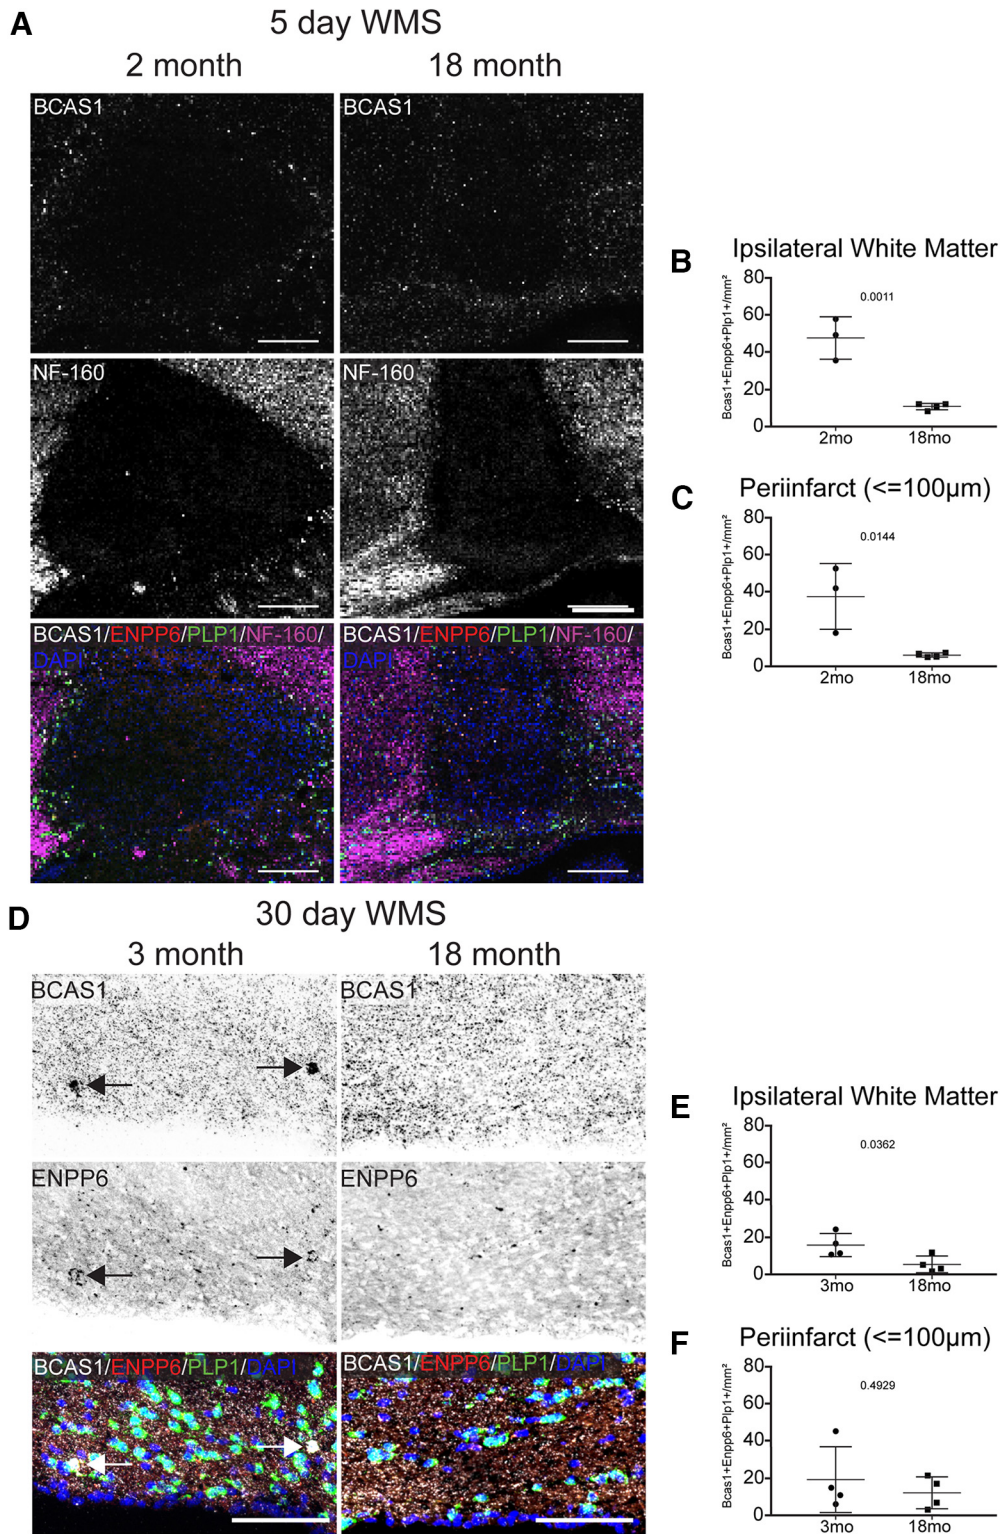 A
5 day WMS
2 month
18 month
BCAS1
BCAS1
NF-160
NF-160
BCAS1/ENPP6/PLP1/NF-160/
DAPI
BCAS1/ENPP6/PLP1/NF-160/
DAPI
B
Ipsilateral White Matter
Bcas1+Enpp6+Plp1+/mm²
80
60
40
20
0
0.0011
2mo
18mo
C
Periinfarct (<=100µm)
Bcas1+Enpp6+Plp1+/mm²
80
60
40
20
0
0.0144
2mo
18mo
D
30 day WMS
3 month
18 month
BCAS1
BCAS1
ENPP6
ENPP6
BCAS1/ENPP6/PLP1/DAPI
BCAS1/ENPP6/PLP1/DAPI
E
Ipsilateral White Matter
Bcas1+Enpp6+Plp1+/mm²
80
60
40
20
0
0.0362
3mo
18mo
F
Periinfarct (<=100µm)
Bcas1+Enpp6+Plp1+/mm²
80
60
40
20
0
0.4929
3mo
18mo